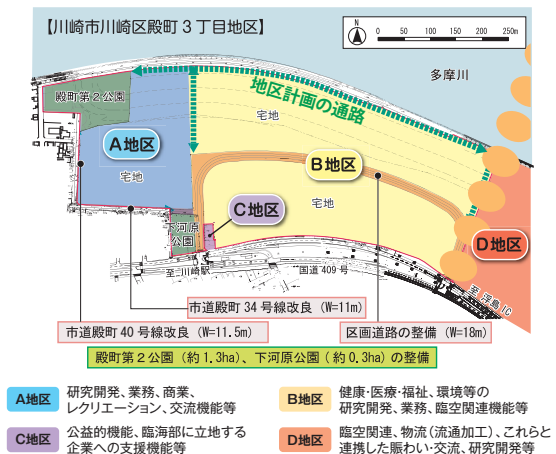 【川崎市川崎区殿町3丁目地区】
N
0 50 100 150 200 250m
多摩川
殿町第2公園
地区計画の通路
宅地
A地区
B地区
宅地
宅地
C地区
下河原
公園
D地区
至 川崎駅
国道 409 号
至 浮島 IC
市道殿町 34 号線改良 (W=11m)
市道殿町 40 号線改良 (W=11.5m)
区画道路の整備 (W=18m)
殿町第2公園 (約 1.3ha)、下河原公園 (約 0.3ha) の整備
A地区
研究開発、業務、商業、
レクリエーション、交流機能等
B地区
健康・医療・福祉、環境等の
研究開発、業務、臨空関連機能等
C地区
公益的機能、臨海部に立地する
企業への支援機能等
D地区
臨空関連、物流(流通加工)、これらと
連携した賑わい・交流、研究開発等